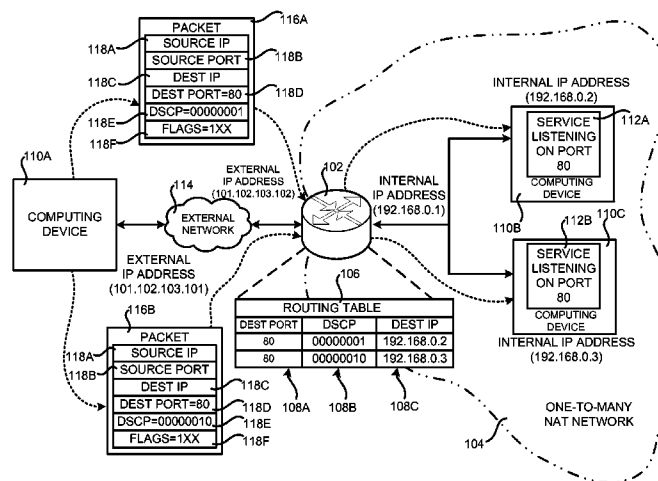 PACKET
116A
118A
SOURCE IP
SOURCE PORT
118B
118C
DEST IP
DEST PORT=80
118D
118E
DSCP=00000001
FLAGS=1XX
118F
110A
COMPUTING
DEVICE
114
EXTERNAL
NETWORK
EXTERNAL
IP ADDRESS
(101.102.103.102)
EXTERNAL
IP ADDRESS
(101.102.103.101)
102
INTERNAL
IP ADDRESS
(192.168.0.1)
INTERNAL IP ADDRESS
(192.168.0.2)
112A
SERVICE
LISTENING
ON PORT
80
COMPUTING
DEVICE
110B
112B
110C
SERVICE
LISTENING
ON PORT
80
COMPUTING
DEVICE
INTERNAL IP ADDRESS
(192.168.0.3)
106
ROUTING TABLE
DEST PORT DSCP DEST IP
80 00000001 192.168.0.2
80 00000010 192.168.0.3
108A 108B 108C
116B
PACKET
118A
SOURCE IP
118B
SOURCE PORT
DEST IP
118C
DEST PORT=80
118D
DSCP=00000010
118E
FLAGS=1XX
118F
ONE-TO-MANY
NAT NETWORK
104